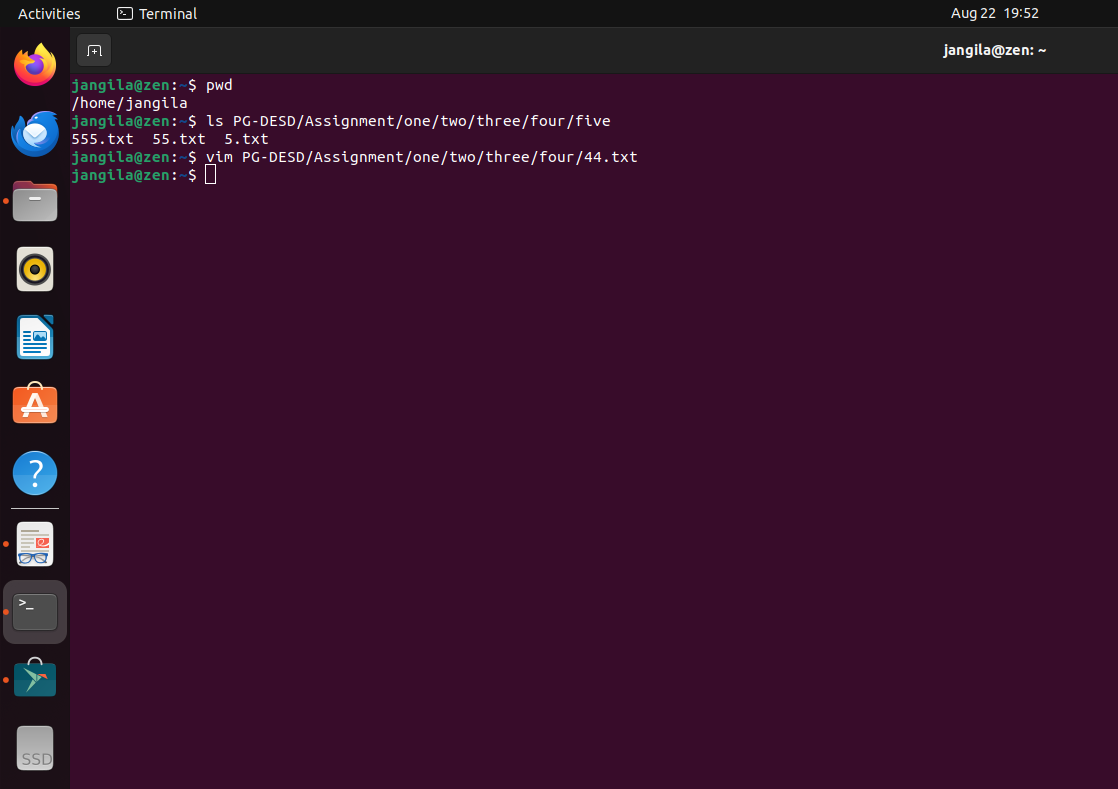 Activities
Terminal
Aug 22 19:52
jangila@zen: ~
jangila@zen:~$ pwd
/home/jangila
jangila@zen:~$ ls PG-DESD/Assignment/one/two/three/four/five
555.txt  55.txt  5.txt
jangila@zen:~$ vim PG-DESD/Assignment/one/two/three/four/44.txt
jangila@zen:~$
?
>_
SSD